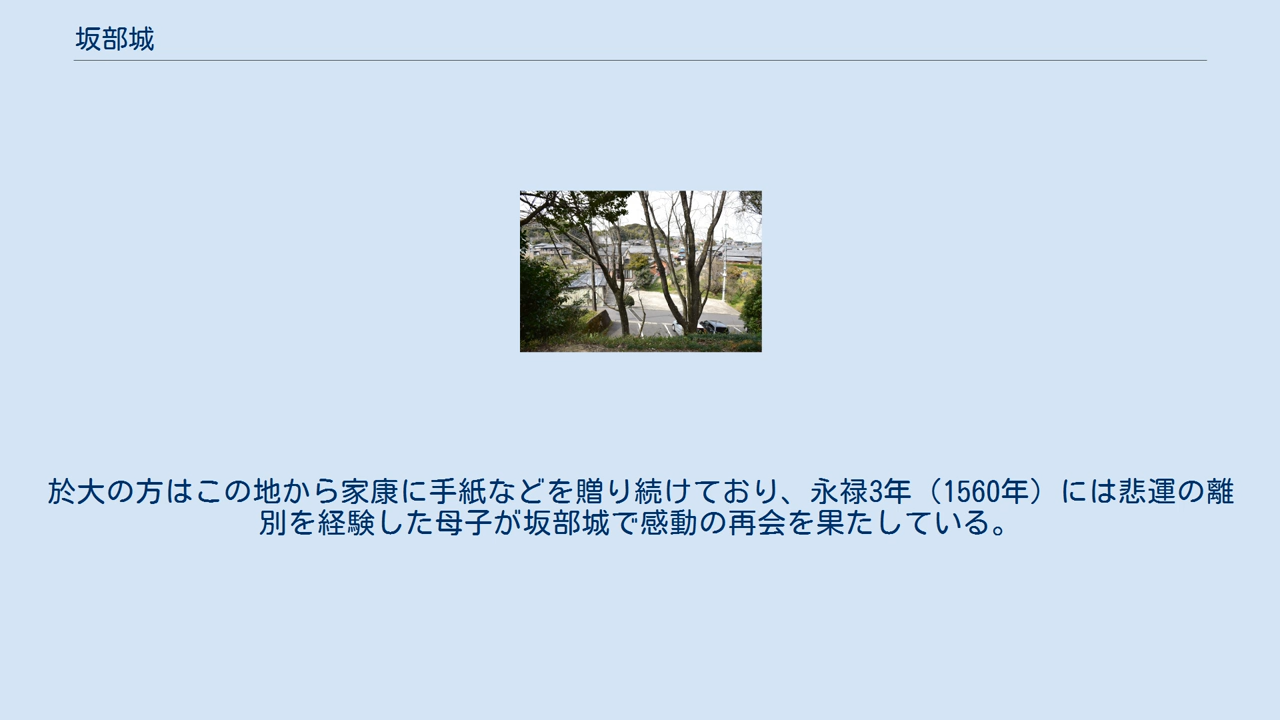 坂部城
於大の方はこの地から家康に手紙などを贈り続けており、永禄3年（1560年）には悲運の離
別を経験した母子が坂部城で感動の再会を果たしている。